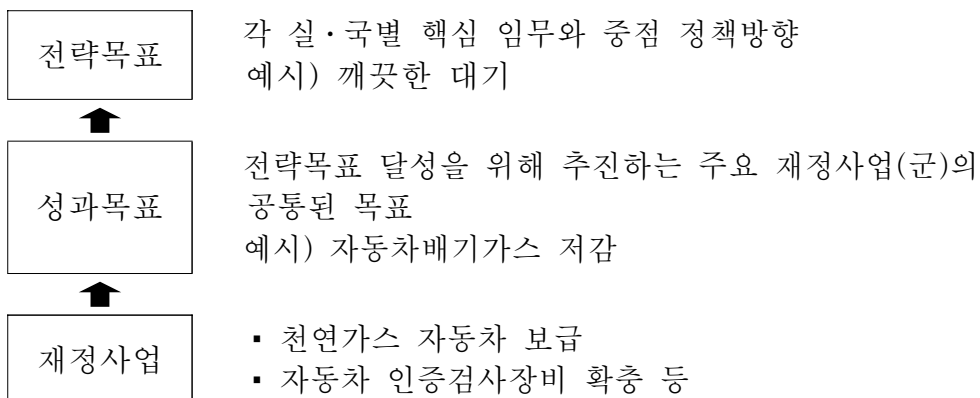 전략목표
각 실·국별 핵심 임무와 중점 정책방향
예시) 깨끗한 대기
성과목표
전략목표 달성을 위해 추진하는 주요 재정사업(군)의
공통된 목표
예시) 자동차배기가스 저감
재정사업
▪ 천연가스 자동차 보급
▪ 자동차 인증검사장비 확충 등